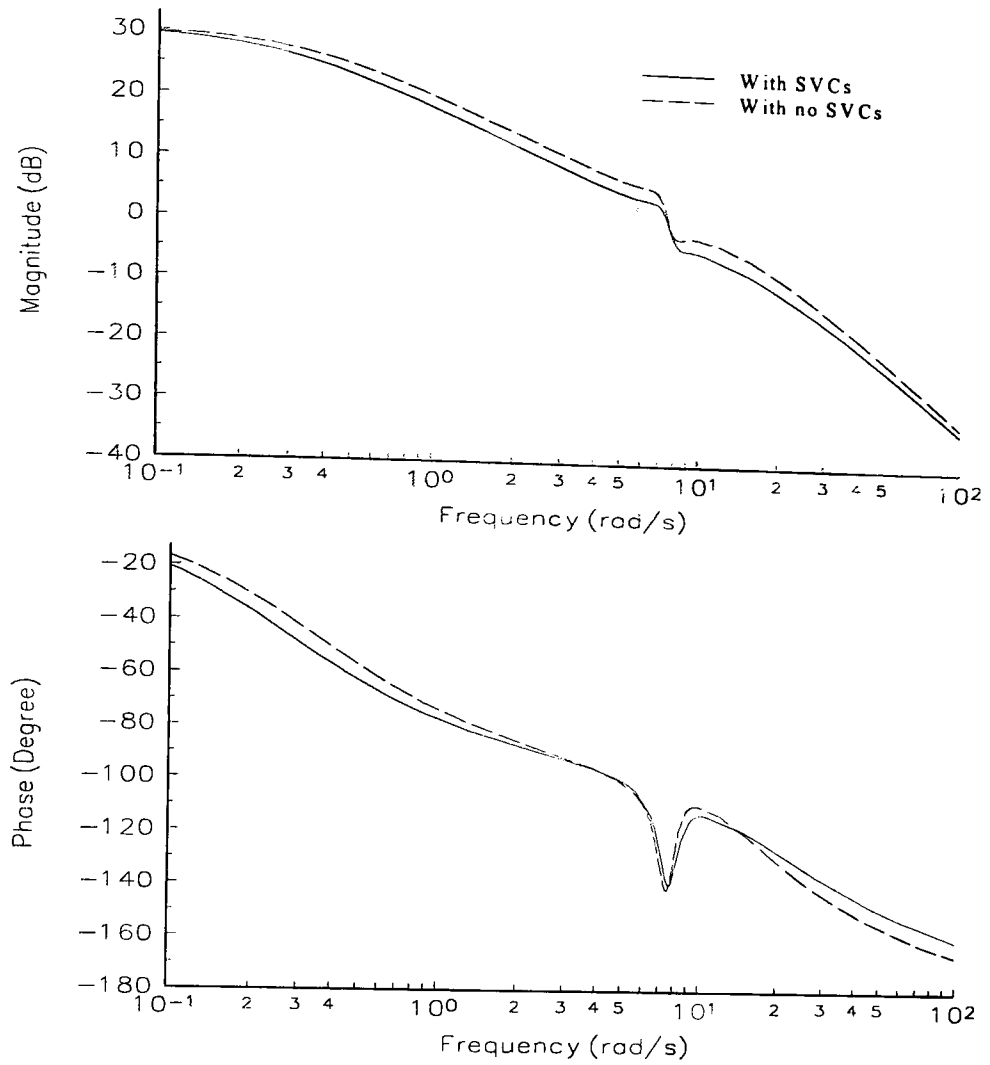 30
20
10
0
−10
−20
−30
−40
Magnitude (dB)
With SVCs
With no SVCs
10⁻¹ 2 3 4 10⁰ 2 3 4 5 10¹ 2 3 4 5 10²
Frequency (rad/s)
−20
−40
−60
−80
−100
−120
−140
−160
−180
Phase (Degree)
10⁻¹ 2 3 4 10⁰ 2 3 4 5 10¹ 2 3 4 5 10²
Frequency (rad/s)